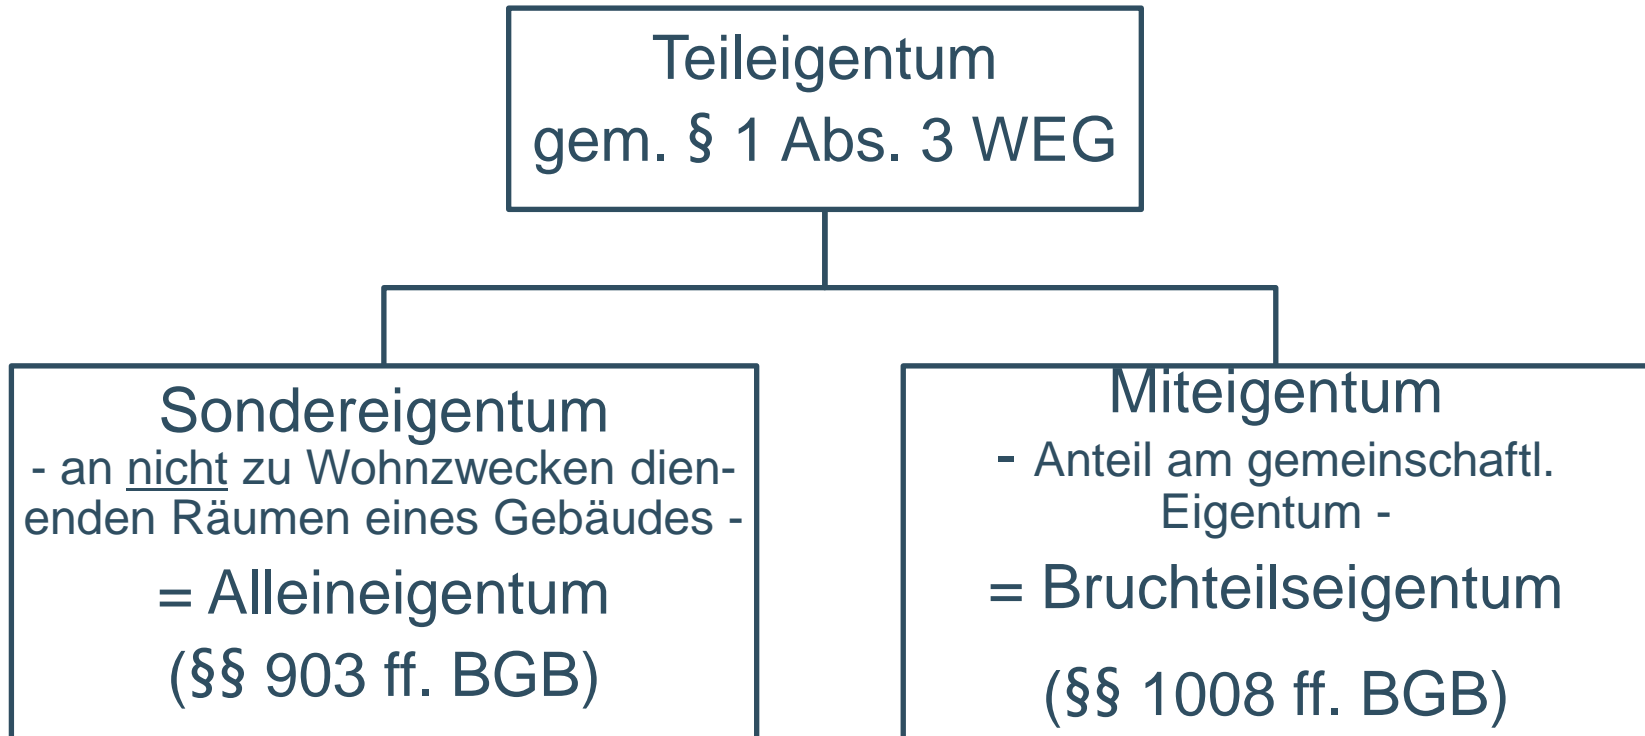 Teileigentum
gem. § 1 Abs. 3 WEG
Sondereigentum
- an nicht zu Wohnzwecken dien-
enden Räumen eines Gebäudes -
= Alleineigentum
(§§ 903 ff. BGB)
Miteigentum
- Anteil am gemeinschaftl.
Eigentum -
= Bruchteilseigentum
(§§ 1008 ff. BGB)